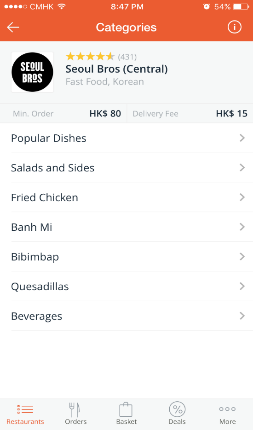 CMHK 8:47 PM 54%
Categories
SEOUL
BROS
(431)
Seoul Bros (Central)
Fast Food, Korean
Min. Order HK$ 80 Delivery Fee HK$ 15
Popular Dishes
Salads and Sides
Fried Chicken
Banh Mi
Bibimbap
Quesadillas
Beverages
Restaurants Orders Basket Deals More